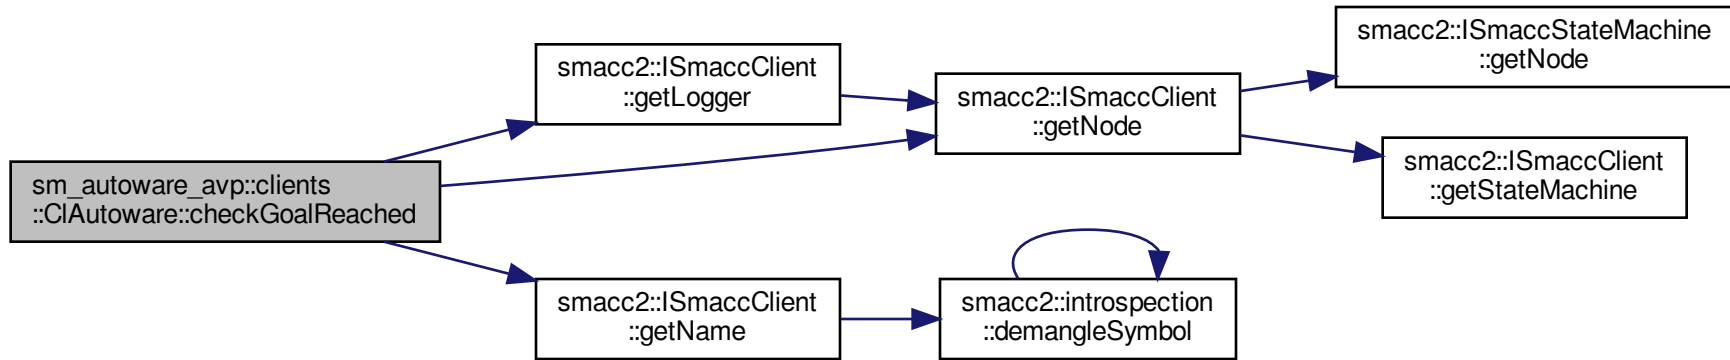 sm_autoware_avp::clients
::ClAutoware::checkGoalReached
smacc2::ISmaccClient
::getLogger
smacc2::ISmaccClient
::getName
smacc2::ISmaccClient
::getNode
smacc2::introspection
::demangleSymbol
smacc2::ISmaccStateMachine
::getNode
smacc2::ISmaccClient
::getStateMachine